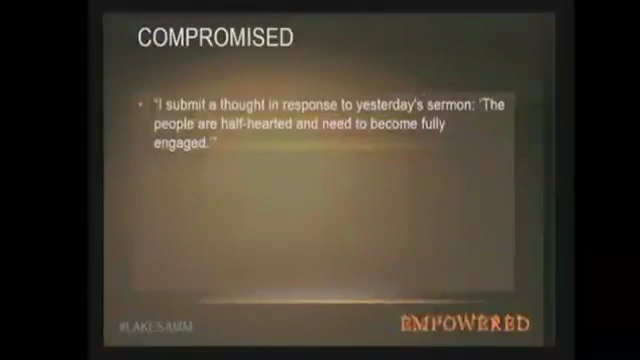 COMPROMISED
• "I submit a thought in response to yesterday's sermon: 'The
people are half-hearted and need to become fully
engaged.'"
#LAKESAMM
EMPOWERED